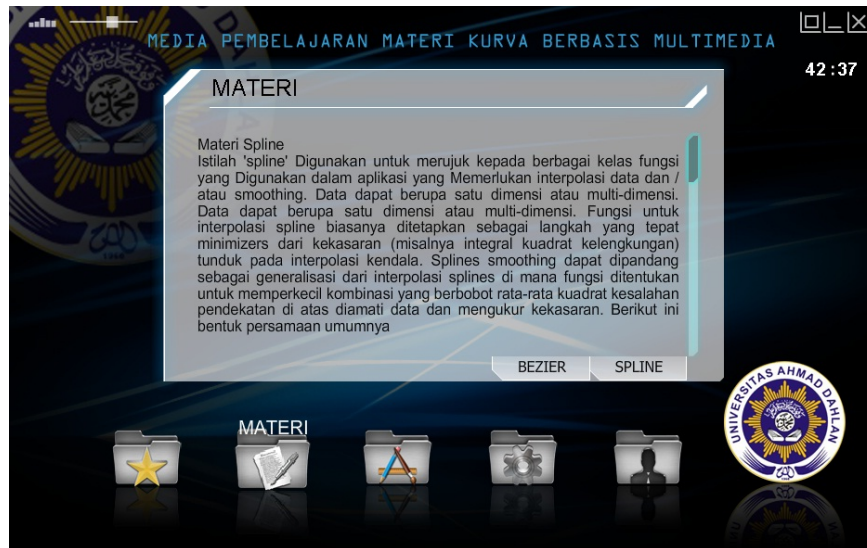 MEDIA PEMBELAJARAN MATERI KURVA BERBASIS MULTIMEDIA
42:37
MATERI
Materi Spline
Istilah 'spline' Digunakan untuk merujuk kepada berbagai kelas fungsi
yang Digunakan dalam aplikasi yang Memerlukan interpolasi data dan /
atau smoothing. Data dapat berupa satu dimensi atau multi-dimensi.
Data dapat berupa satu dimensi atau multi-dimensi. Fungsi untuk
interpolasi spline biasanya ditetapkan sebagai langkah yang tepat
minimizers dari kekasaran (misalnya integral kuadrat kelengkungan)
tunduk pada interpolasi kendala. Splines smoothing dapat dipandang
sebagai generalisasi dari interpolasi splines di mana fungsi ditentukan
untuk memperkecil kombinasi yang berbobot rata-rata kuadrat kesalahan
pendekatan di atas diamati data dan mengukur kekasaran. Berikut ini
bentuk persamaan umumnya
BEZIER
SPLINE
MATERI
UNIVERSITAS AHMAD DAHLAN